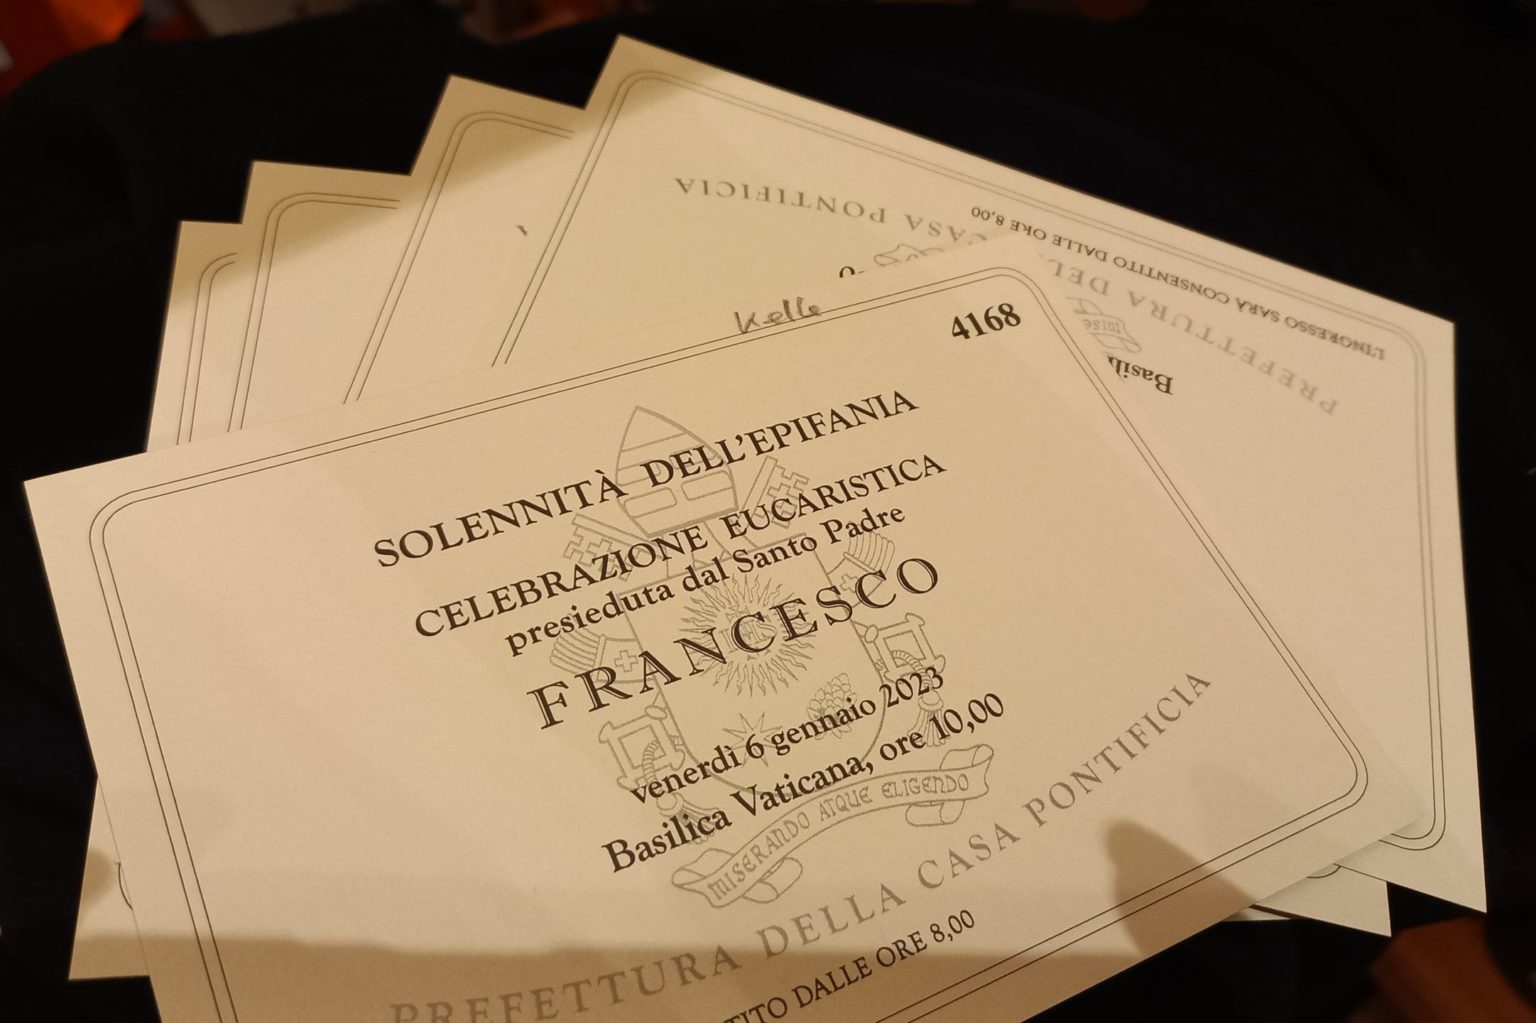 4168
SOLENNITÀ DELL'EPIFANIA
CELEBRAZIONE EUCARISTICA
presieduta dal Santo Padre
FRANCESCO
venerdì 6 gennaio 2023
Basilica Vaticana, ore 10,00
MISERANDO ATQUE ELIGENDO
PREFETTURA DELLA CASA PONTIFICIA
DALLE ORE 8,00
Kelle
L'INGRESSO SARÀ CONSENTITO DALLE ORE 8,00
PREFETTURA DEL
CASA PONTIFICIA